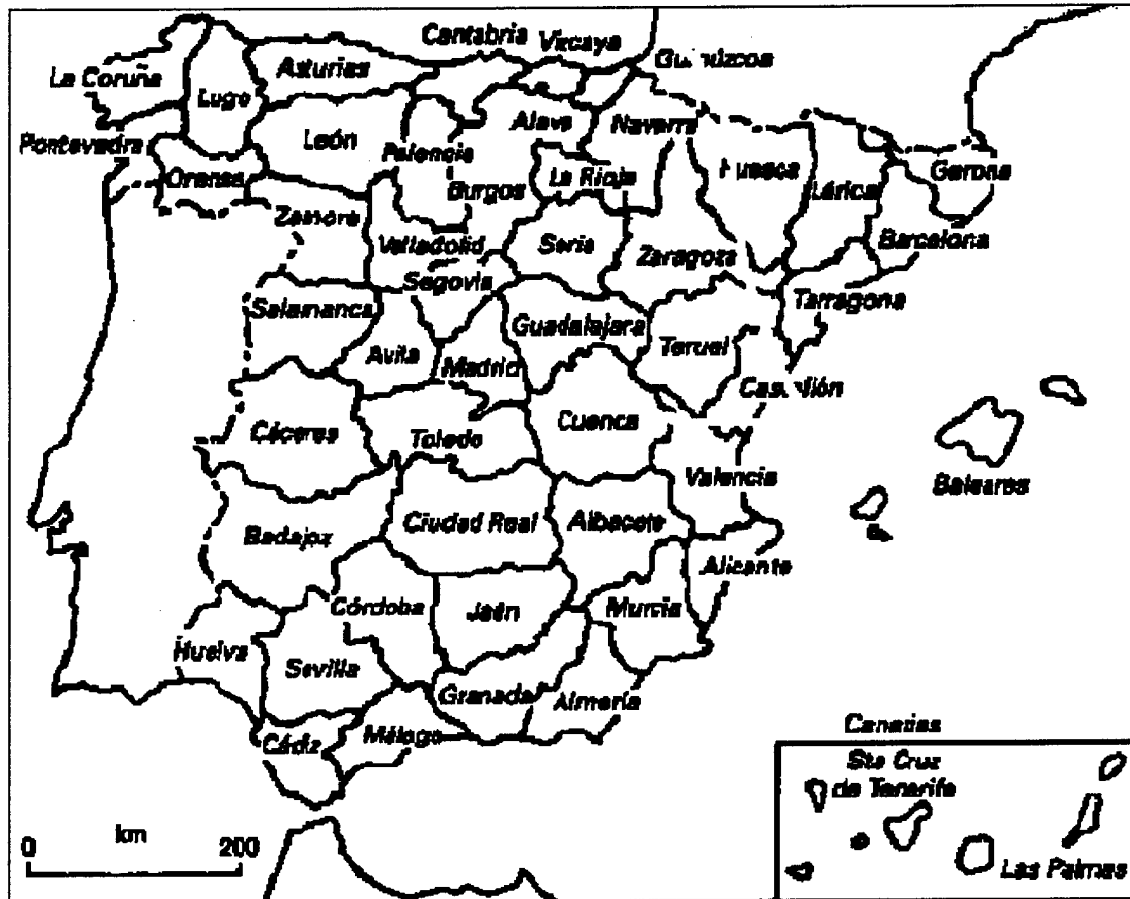 Cantabria
Vizcaya
La Coruña
Asturias
Lugo
Alava
Navarra
León
Pontevedra
Palencia
La Rioja
Huesca
Lérica
Gerona
Orense
Burgos
Zamora
Valladolid
Soria
Zaragoza
Barcelona
Segovia
Salamanca
Guadalajara
Tarragona
Avila
Madrid
Teruel
Castellón
Cáceres
Toledo
Cuenca
Valencia
Baleares
Badajoz
Ciudad Real
Albacete
Alicante
Córdoba
Jaén
Murcia
Huelva
Sevilla
Granada
Almería
Cádiz
Málaga
Canarias
Sta Cruz
de Tenerife
Las Palmas
km
0 200